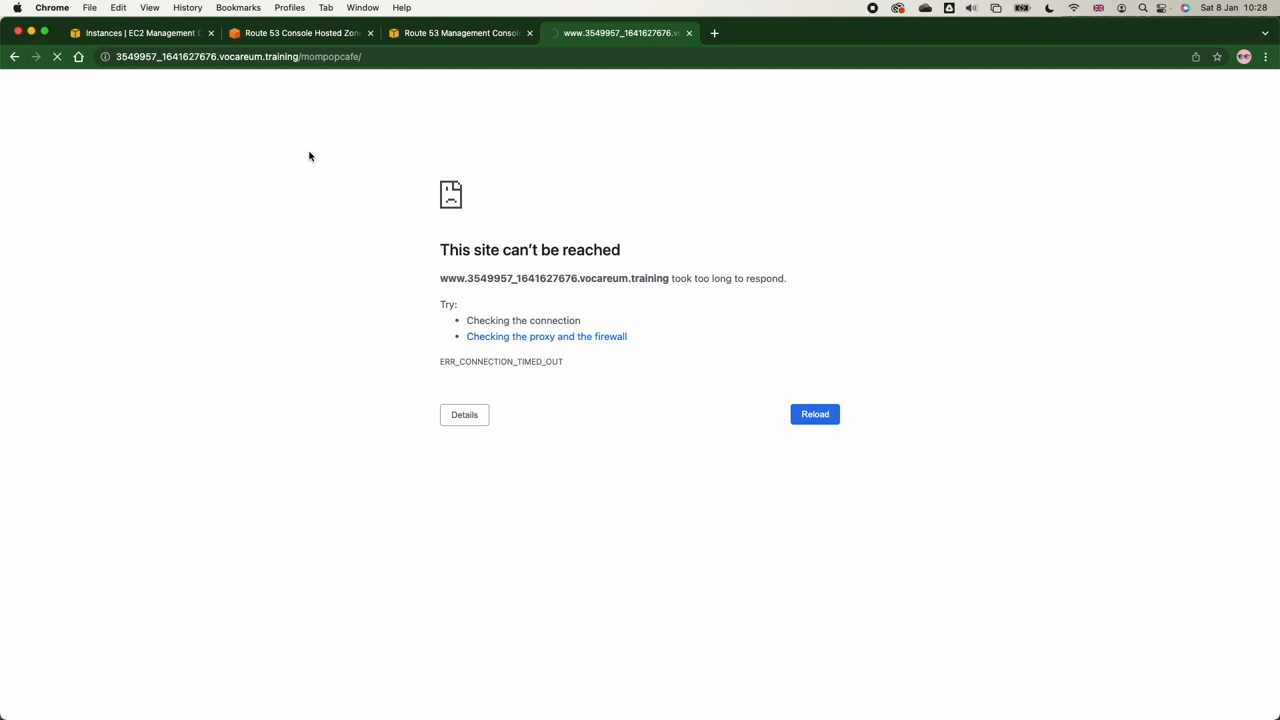 Chrome File Edit View History Bookmarks Profiles Tab Window Help Sat 8 Jan 10:28
Instances | EC2 Management C Route 53 Console Hosted Zon Route 53 Management Consol www.3549957_1641627676.v
3549957_1641627676.vocareum.training/mompopcafe/
This site can't be reached
www.3549957_1641627676.vocareum.training took too long to respond.
Try:
• Checking the connection
• Checking the proxy and the firewall
ERR_CONNECTION_TIMED_OUT
Details Reload